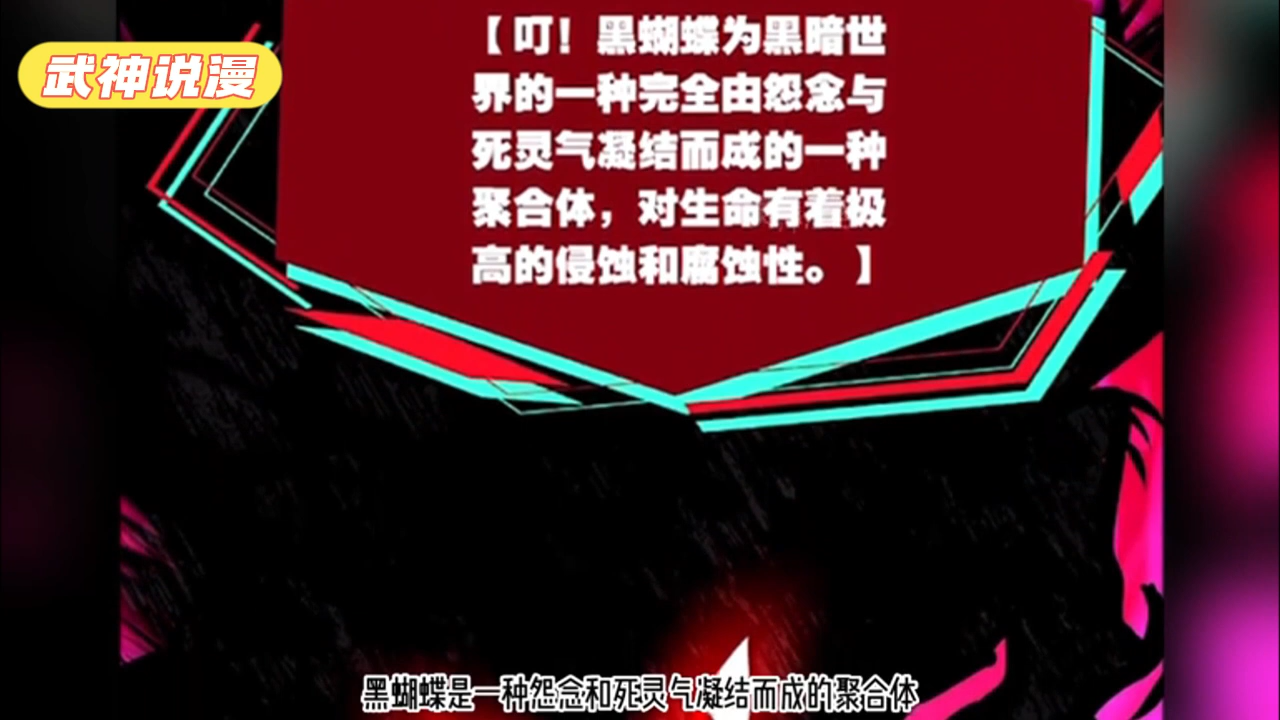 武神说漫
【叮！黑蝴蝶为黑暗世
界的一种完全由怨念与
死灵气凝结而成的一种
聚合体，对生命有着极
高的侵蚀和腐蚀性。】
黑蝴蝶是一种怨念和死灵气凝结而成的聚合体